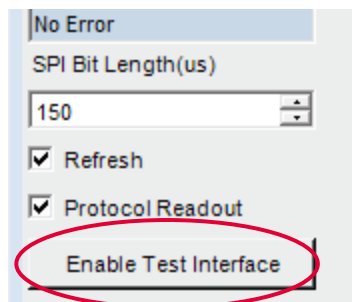 No Error
SPI Bit Length(us)
150
Refresh
Protocol Readout
Enable Test Interface